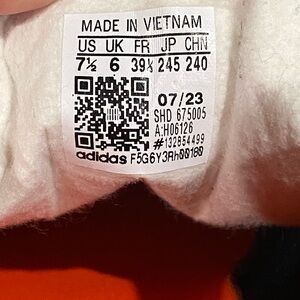 MADE IN VIETNAM
US UK FR JP CHN
7½ 6 39⅓ 245 240
07/23
SHD 675005
A:H06126
#132854499
adidas F5G6Y3Rh00180